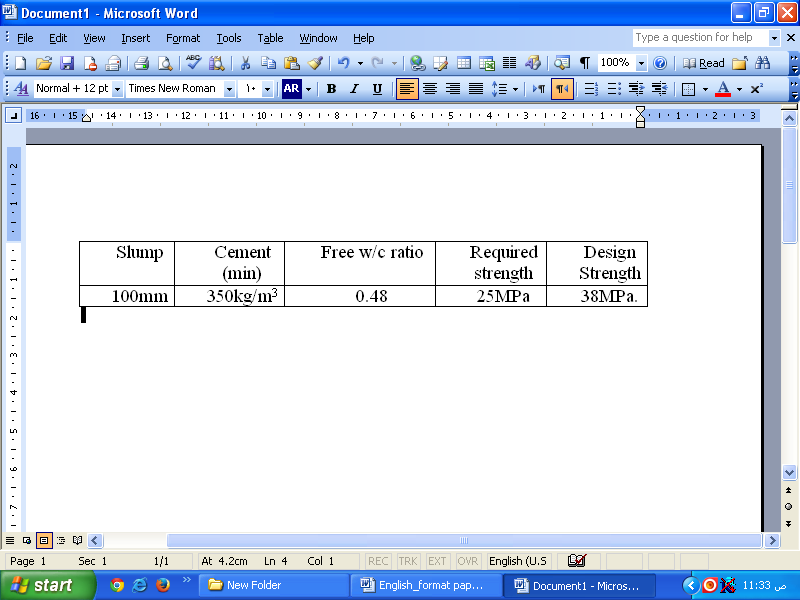 Document1 - Microsoft Word
File Edit View Insert Format Tools Table Window Help
Type a question for help
100% Read
Normal + 12 pt Times New Roman ١٠ AR B I U
16 15 14 13 12 11 10 9 8 7 6 5 4 3 2 1 1 2 3
Slump Cement (min) Free w/c ratio Required strength Design Strength
100mm 350kg/m³ 0.48 25MPa 38MPa.
Page 1 Sec 1 1/1 At 4.2cm Ln 4 Col 1 REC TRK EXT OVR English (U.S
start New Folder English_format pap... Document1 - Micros... 11:33 ص